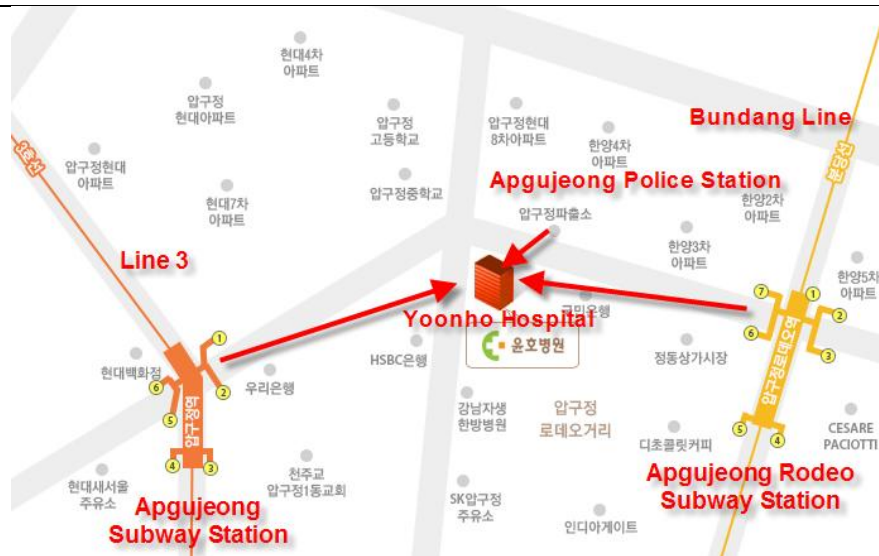 현대4차
아파트
압구정
현대아파트
압구정
고등학교
압구정현대
8차아파트
Bundang Line
한양4차
아파트
3호선
압구정현대
아파트
분당선
Apgujeong Police Station
압구정중학교
현대7차
아파트
압구정파출소
한양2차
아파트
Line 3
한양3차
아파트
한양5차
아파트
7
1
2
6
3
국민은행
Yoonho Hospital
윤호병원
1
HSBC은행
정동상가시장
압구정로데오역
현대백화점
6
2
우리은행
5
압구정역
강남자생
한방병원
압구정
로데오거리
5
4
디초콜릿커피
CESARE
PACIOTTI
4
3
현대새서울
주유소
천주교
압구정1동교회
Apgujeong Rodeo
Subway Station
SK압구정
주유소
Apgujeong
Subway Station
인디아게이트